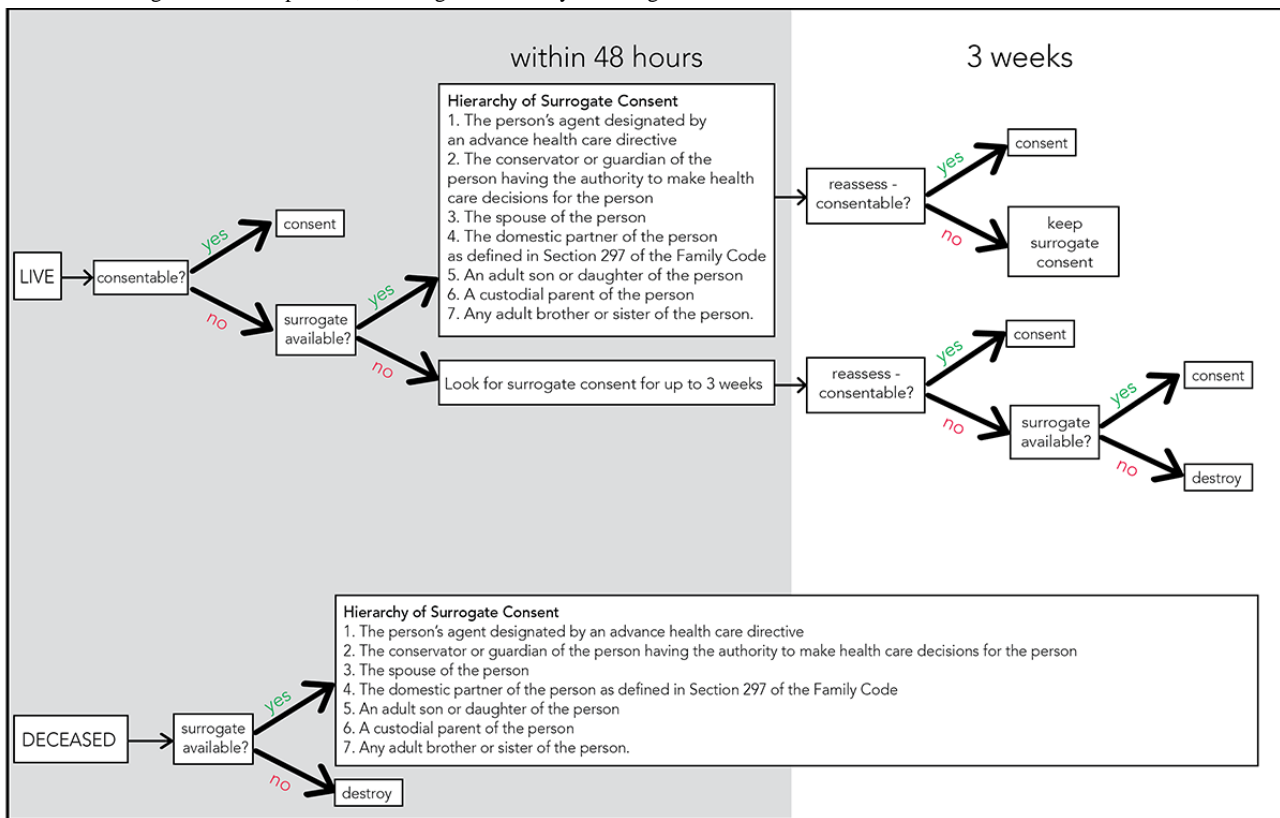 within 48 hours
3 weeks
Hierarchy of Surrogate Consent
1. The person's agent designated by
an advance health care directive
2. The conservator or guardian of the
person having the authority to make health
care decisions for the person
3. The spouse of the person
4. The domestic partner of the person
as defined in Section 297 of the Family Code
5. An adult son or daughter of the person
6. A custodial parent of the person
7. Any adult brother or sister of the person.
LIVE
consentable?
yes
consent
no
surrogate
available?
yes
no
Look for surrogate consent for up to 3 weeks
reassess -
consentable?
yes
consent
no
keep
surrogate
consent
reassess -
consentable?
yes
consent
no
surrogate
available?
yes
consent
no
destroy
DECEASED
surrogate
available?
yes
no
Hierarchy of Surrogate Consent
1. The person's agent designated by an advance health care directive
2. The conservator or guardian of the person having the authority to make health care decisions for the person
3. The spouse of the person
4. The domestic partner of the person as defined in Section 297 of the Family Code
5. An adult son or daughter of the person
6. A custodial parent of the person
7. Any adult brother or sister of the person.
destroy